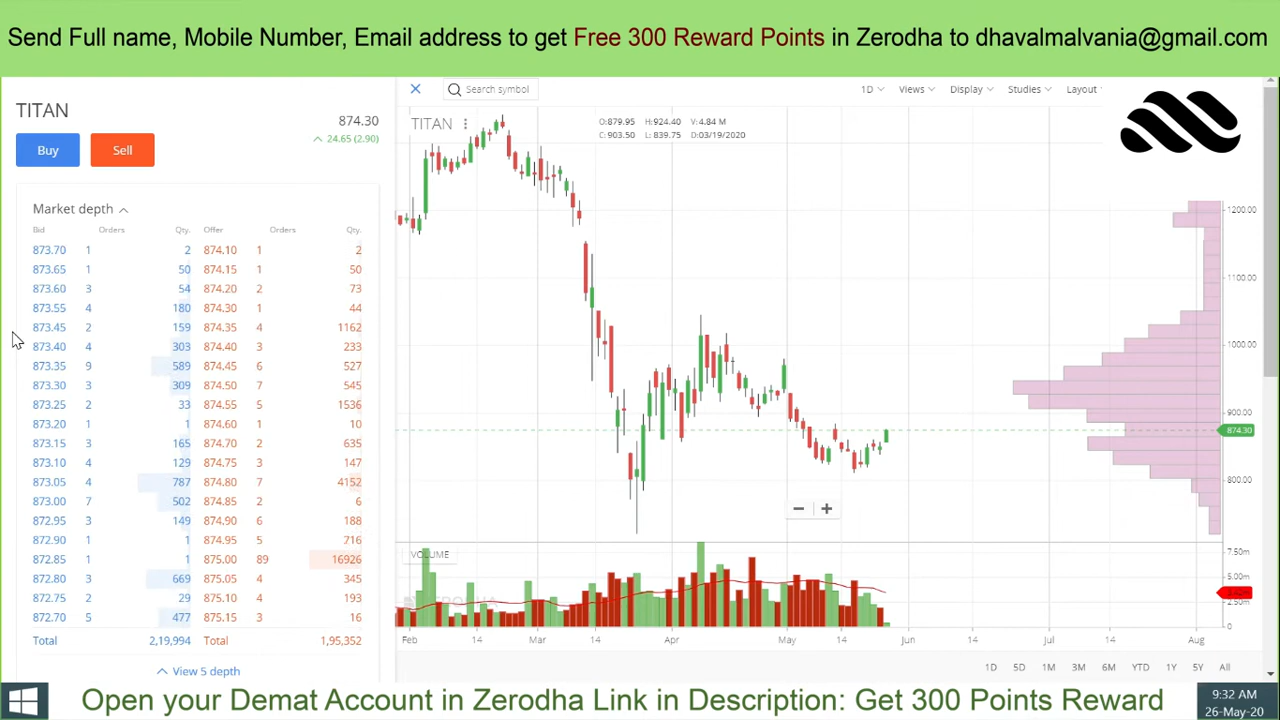 Send Full name, Mobile Number, Email address to get Free 300 Reward Points in Zerodha to dhavalmalvania@gmail.com
TITAN
874.30
24.65 (2.90)
Buy Sell
Market depth
Bid Orders Qty. Offer Orders Qty.
873.70 1 2 874.10 1 2
873.65 1 50 874.15 1 50
873.60 3 54 874.20 2 73
873.55 4 180 874.30 1 44
873.45 2 159 874.35 4 1162
873.40 4 303 874.40 3 233
873.35 9 589 874.45 6 527
873.30 3 309 874.50 7 545
873.25 2 33 874.55 5 1536
873.20 1 1 874.60 1 10
873.15 3 165 874.70 2 635
873.10 4 129 874.75 3 147
873.05 4 787 874.80 7 4152
873.00 7 502 874.85 2 6
872.95 3 149 874.90 6 188
872.90 1 1 874.95 5 716
872.85 1 1 875.00 89 16926
872.80 3 669 875.05 4 345
872.75 2 29 875.10 4 193
872.70 5 477 875.15 3 16
Total 2,19,994 Total 1,95,352
View 5 depth
Search symbol 1D Views Display Studies Layout
TITAN
O:879.95 H:924.40 V:4.84 M
C:903.50 L:839.75 D:03/19/2020
1200.00
1100.00
1000.00
900.00
874.30
800.00
VOLUME
7.50m
5.00m
2.50m
0
ZERODHA
Feb 14 Mar 14 Apr May 14 Jun 14 Jul 14 Aug
1D 5D 1M 3M 6M YTD 1Y 5Y All
Open your Demat Account in Zerodha Link in Description: Get 300 Points Reward
9:32 AM
26-May-20